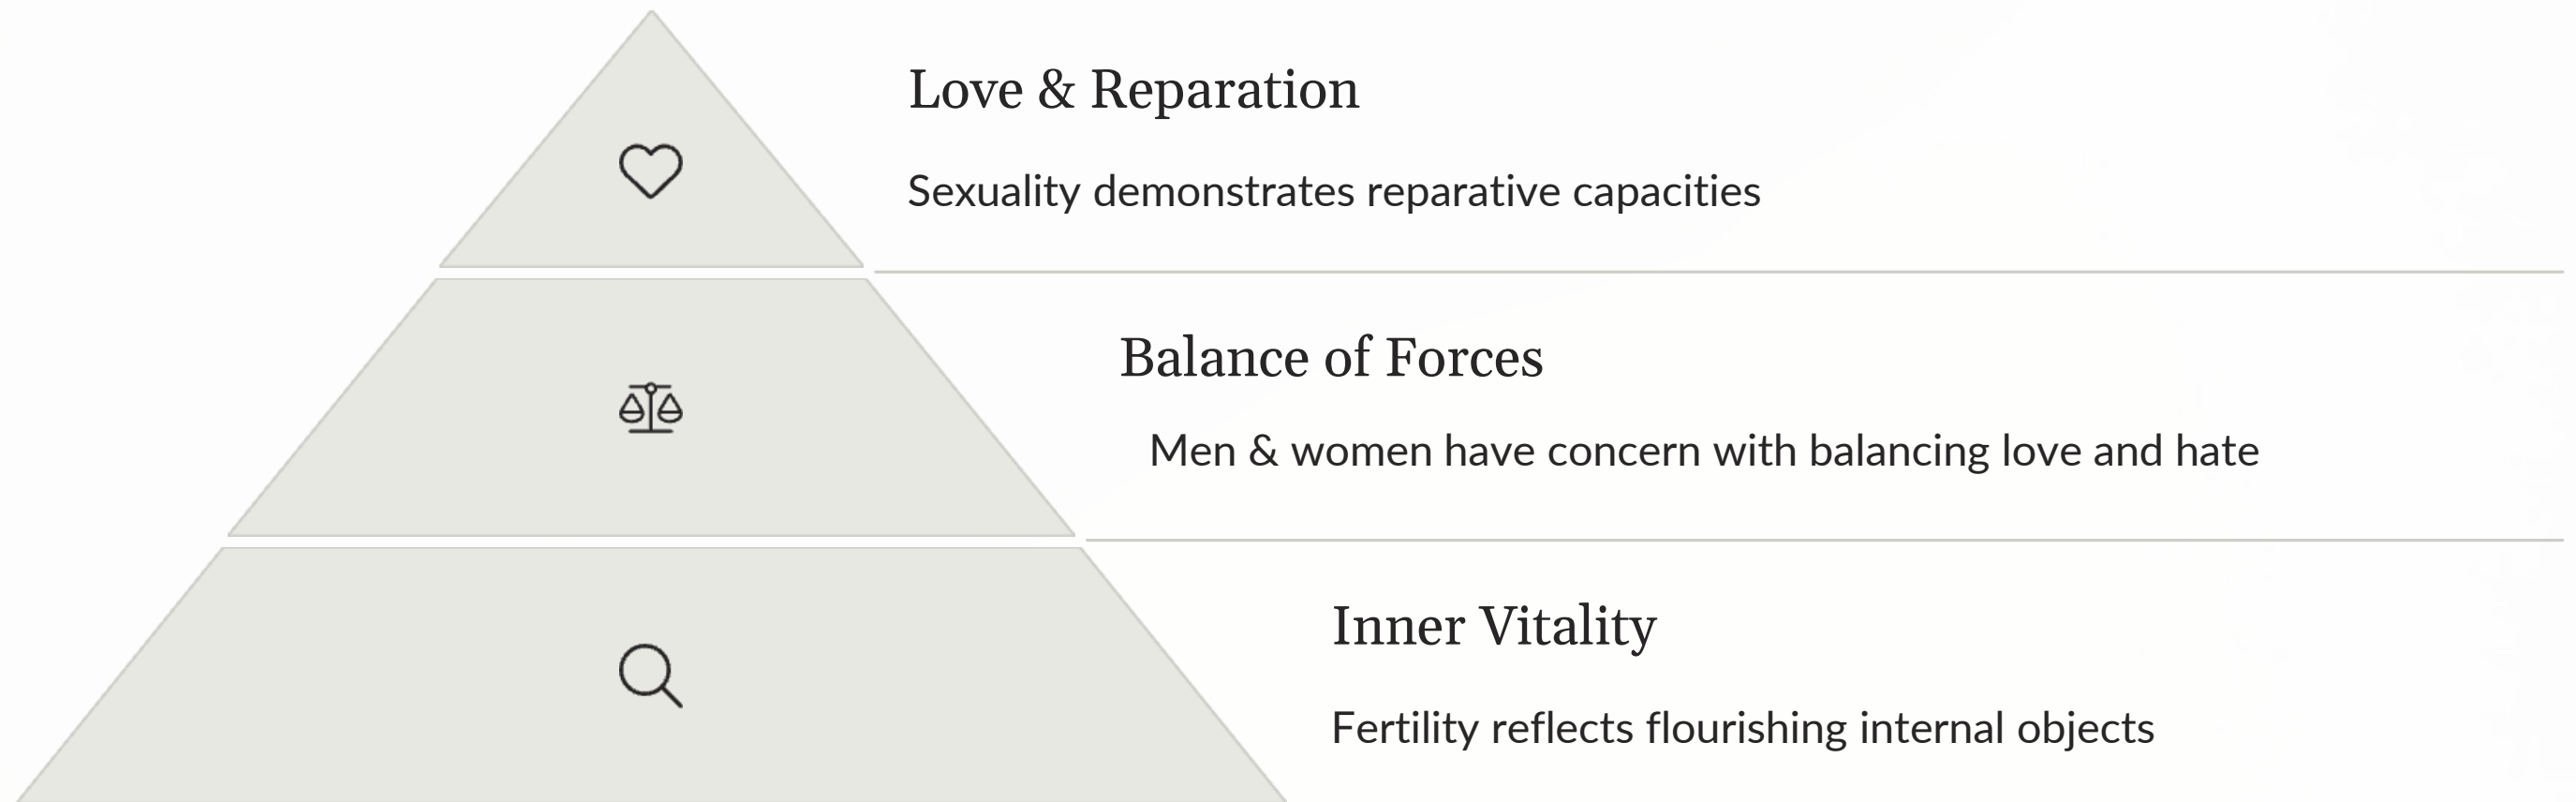 Love & Reparation
Sexuality demonstrates reparative capacities
Balance of Forces
Men & women have concern with balancing love and hate
Inner Vitality
Fertility reflects flourishing internal objects